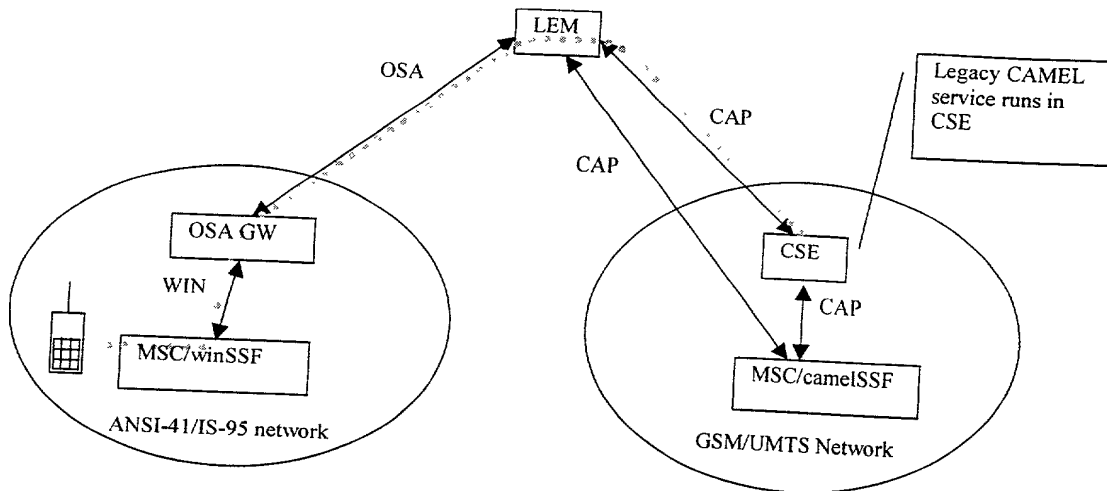 LEM
OSA
CAP
CAP
Legacy CAMEL
service runs in
CSE
OSA GW
WIN
CSE
CAP
MSC/winSSF
MSC/camelSSF
ANSI-41/IS-95 network
GSM/UMTS Network